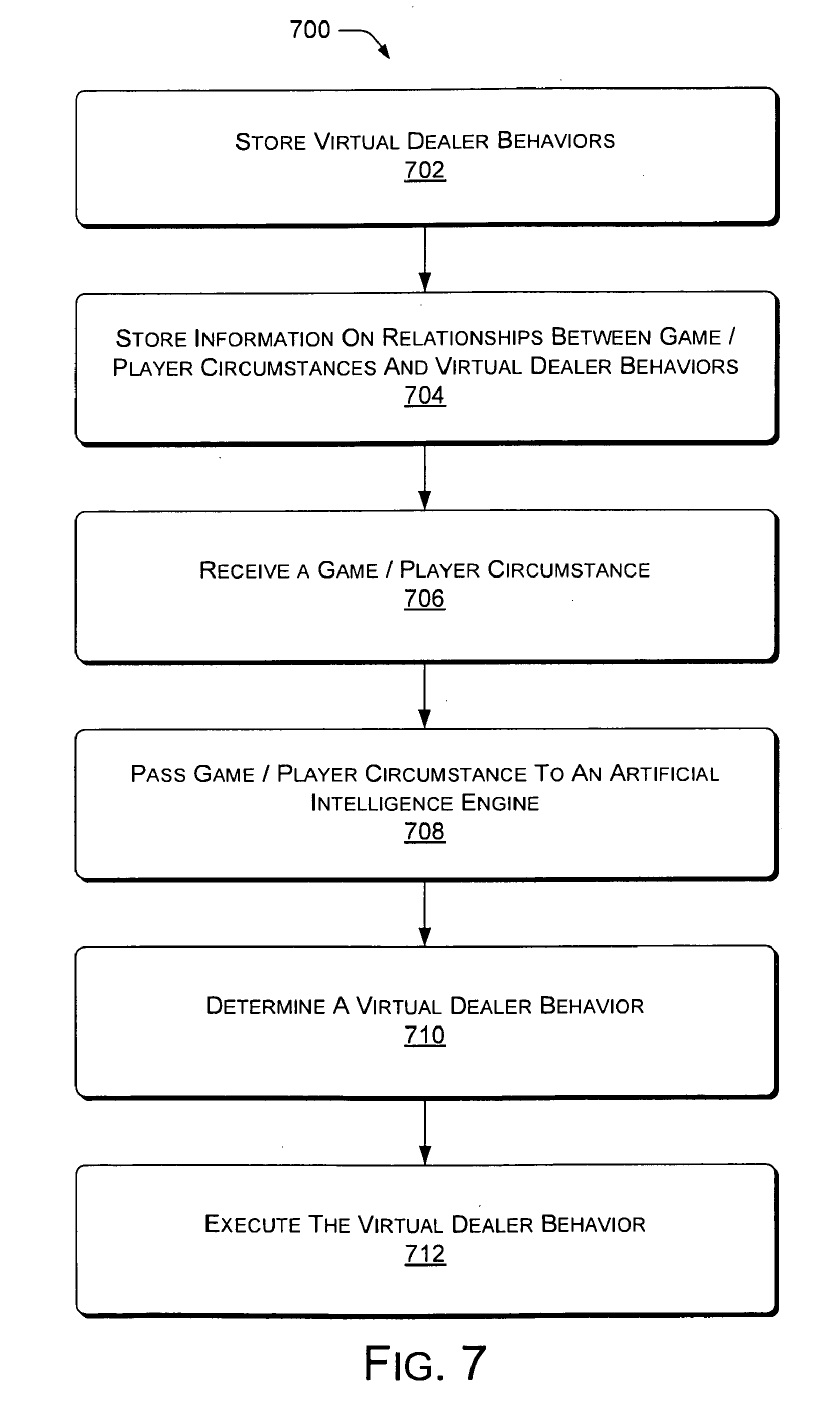 700
STORE VIRTUAL DEALER BEHAVIORS
702
STORE INFORMATION ON RELATIONSHIPS BETWEEN GAME /
PLAYER CIRCUMSTANCES AND VIRTUAL DEALER BEHAVIORS
704
RECEIVE A GAME / PLAYER CIRCUMSTANCE
706
PASS GAME / PLAYER CIRCUMSTANCE TO AN ARTIFICIAL
INTELLIGENCE ENGINE
708
DETERMINE A VIRTUAL DEALER BEHAVIOR
710
EXECUTE THE VIRTUAL DEALER BEHAVIOR
712
FIG. 7